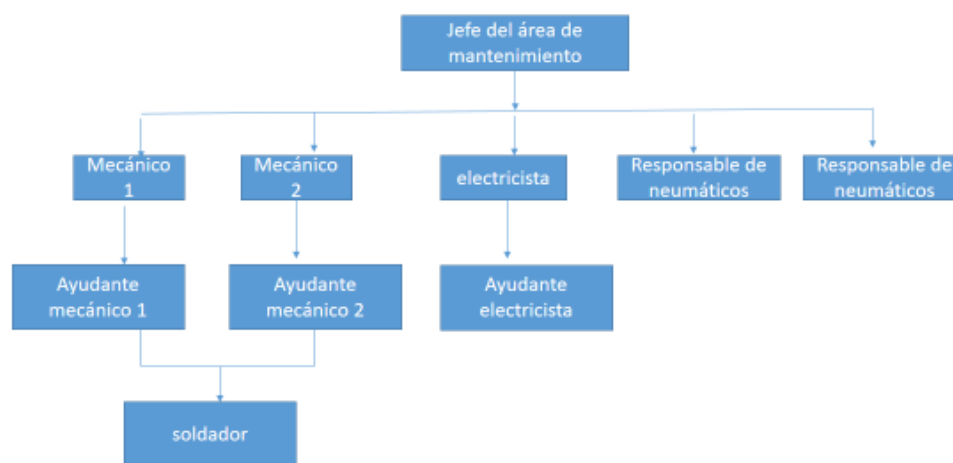 Jefe del área de
mantenimiento
Mecánico
1
Mecánico
2
electricista
Responsable de
neumáticos
Responsable de
neumáticos
Ayudante
mecánico 1
Ayudante
mecánico 2
Ayudante
electricista
soldador